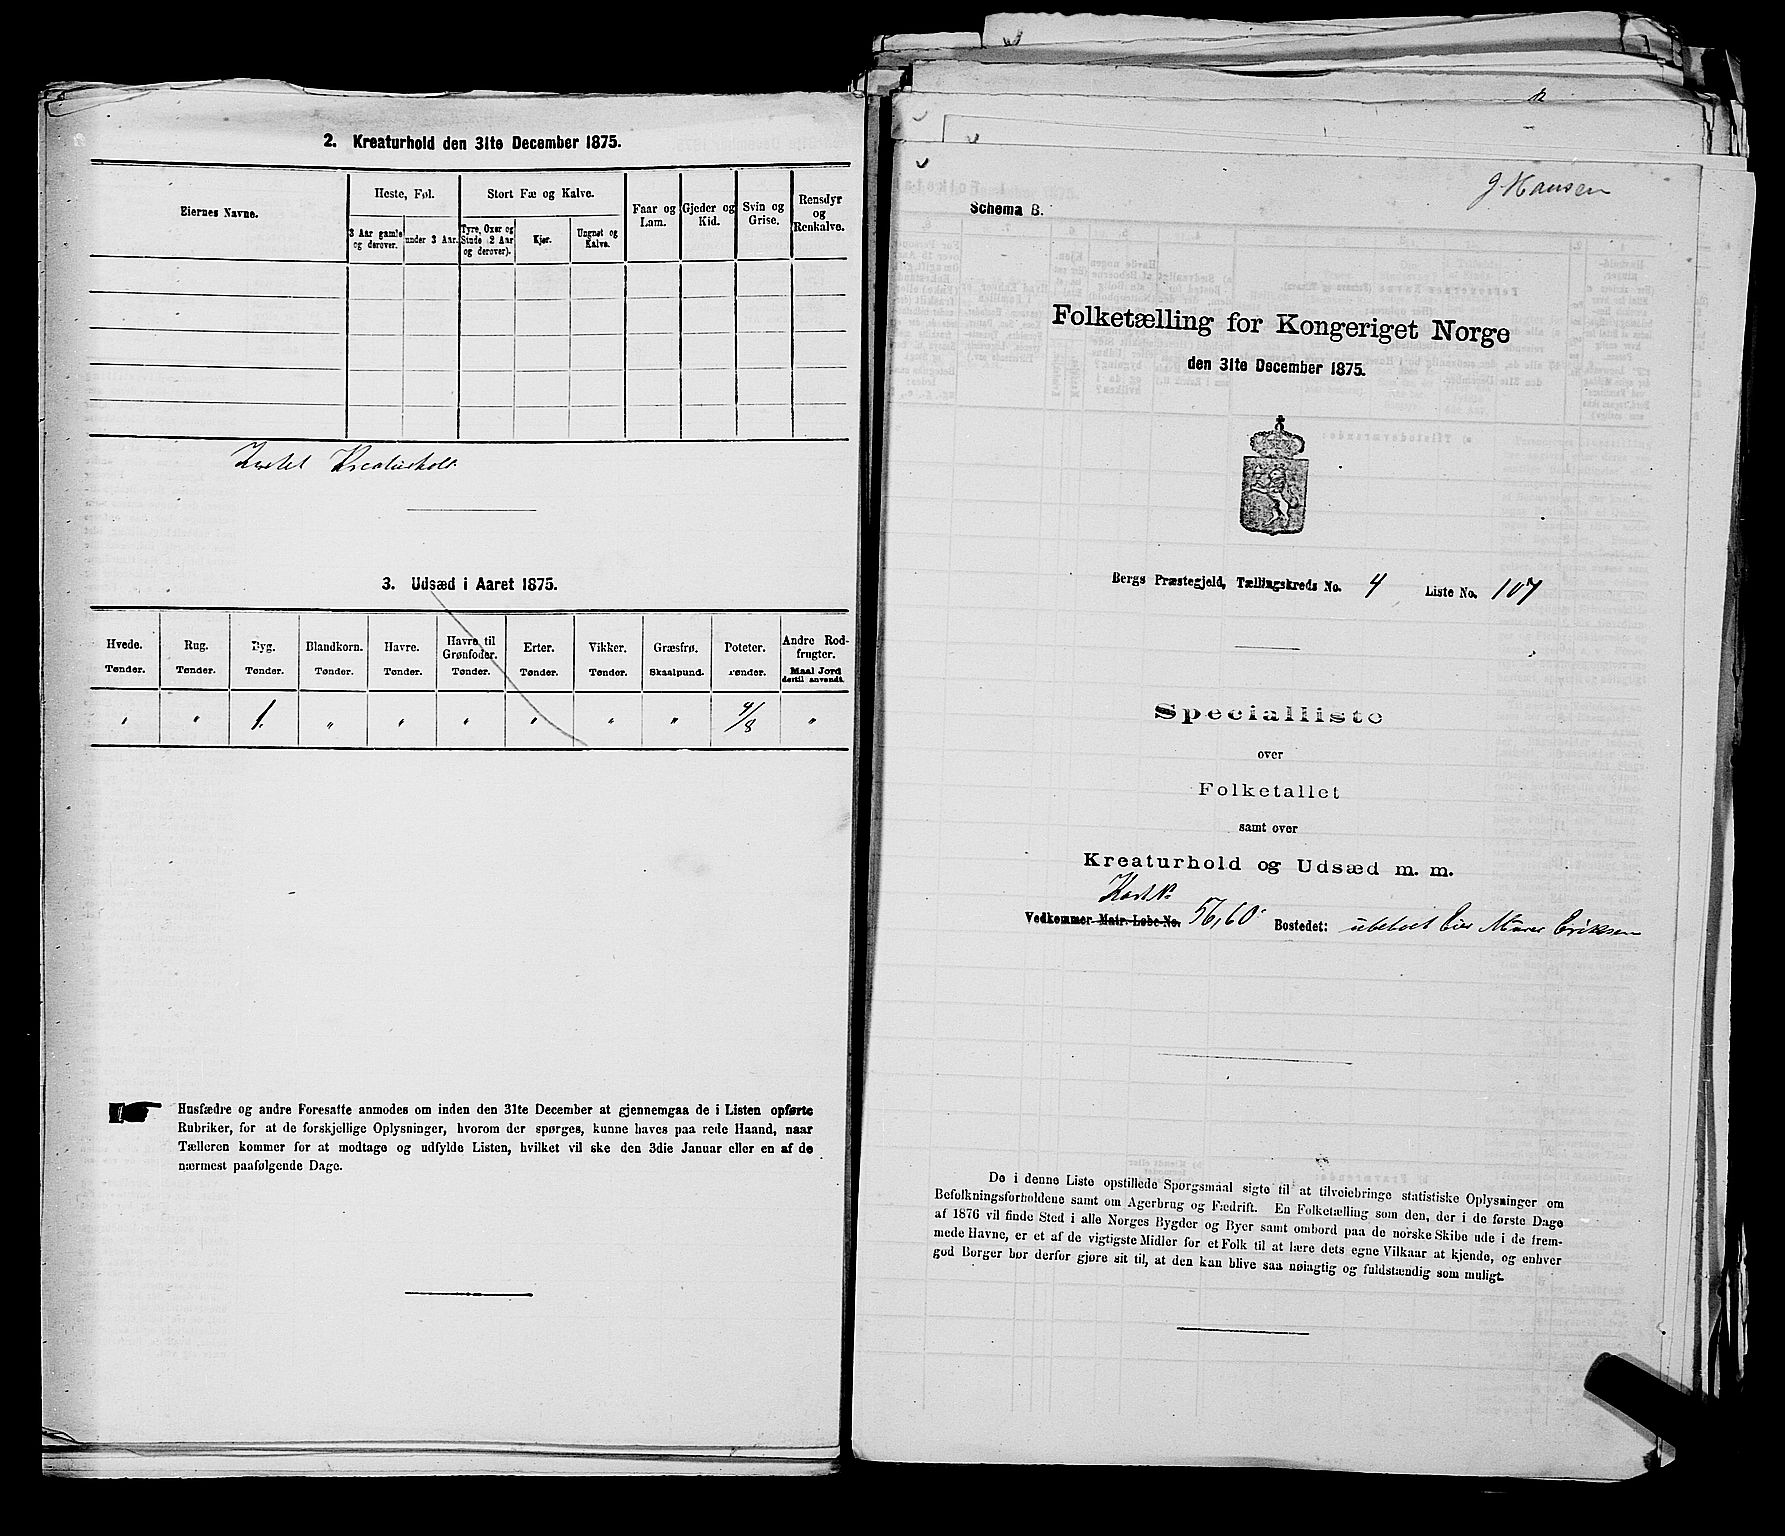 2. Kreaturhold den 31te December 1875.
Eiernes Navne.
Heste, Føl.
Stort Fæ og Kalve.
Faar og Lam.
Gjeder og Kid.
Svin og Grise.
Rensdyr og Renkalve.
3 Aar gamle og derover.
under 3 Aar.
Tyre, Oxer og Stude (2 Aar og derover).
Kjør.
Ungnøt og Kalve.
Kreaturhold
3. Udsæd i Aaret 1875.
Hvede. Rug. Byg. Blandkorn. Havre. Havre til Grønfoder. Erter. Vikker. Græsfrø. Poteter. Andre Rodfrugter.
Tønder. Tønder. Tønder. Tønder. Tønder. Tønder. Tønder. Tønder. Skaalpund. Tønder. Maal Jord dertil anvendt.
" " 1. " " " " " " 4/8 "
Husfædre og andre Foresatte anmodes om inden den 31te December at gjennemgaa de i Listen opførte
Rubriker, for at de forskjellige Oplysninger, hvorom der spørges, kunne haves paa rede Haand, naar
Tælleren kommer for at modtage og udfylde Listen, hvilket vil ske den 3die Januar eller en af de
nærmest paafølgende Dage.
J Hansen
Schema B.
Folketælling for Kongeriget Norge
den 31te December 1875.
Bergs Præstegjeld, Tællingskreds No. 4 Liste No. 107
Specialliste
over
Folketallet
samt over
Kreaturhold og Udsæd m. m.
Kart №
Vedkommer Matr. Løbe-No. 56,60. Bostedet: Eriksen
De i denne Liste opstillede Spørgsmaal sigte til at tilveiebringe statistiske Oplysninger om
Befolkningsforholdene samt om Agerbrug og Fædrift. En Folketælling som den, der i de første Dage
af 1876 vil finde Sted i alle Norges Bygder og Byer samt ombord paa de norske Skibe ude i de frem-
mede Havne, er et af de vigtigste Midler for et Folk til at lære dets egne Vilkaar at kjende, og enhver
god Borger bør derfor gjøre sit til, at den kan blive saa nøiagtig og fuldstændig som muligt.